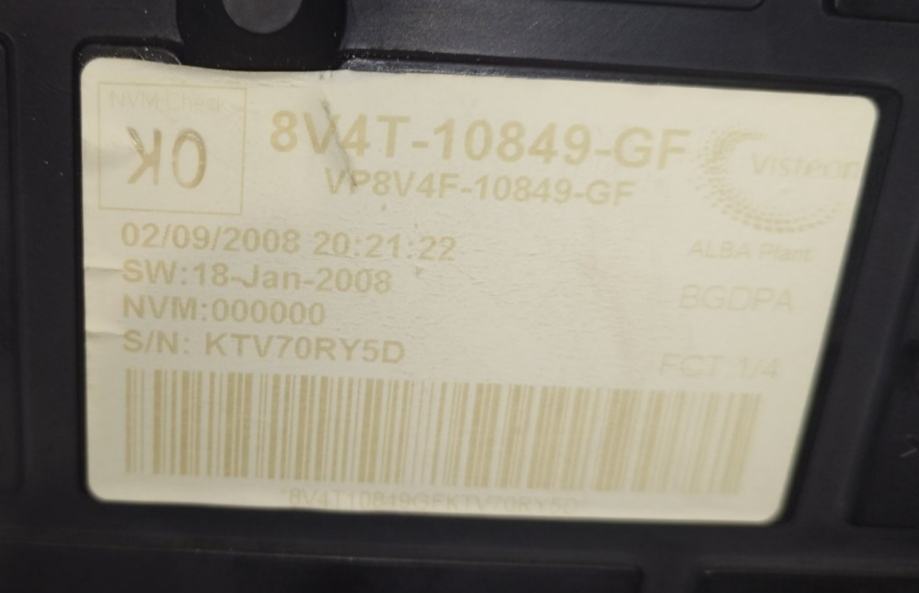 NVM Check
OK
8V4T-10849-GF
VP8V4F-10849-GF
Visteon
02/09/2008 20:21:22
ALBA Plant
SW:18-Jan-2008
BGDPA
NVM:000000
S/N: KTV70RY5D
FCT 1/4
*8V4T10849GFKTV70RY5D*